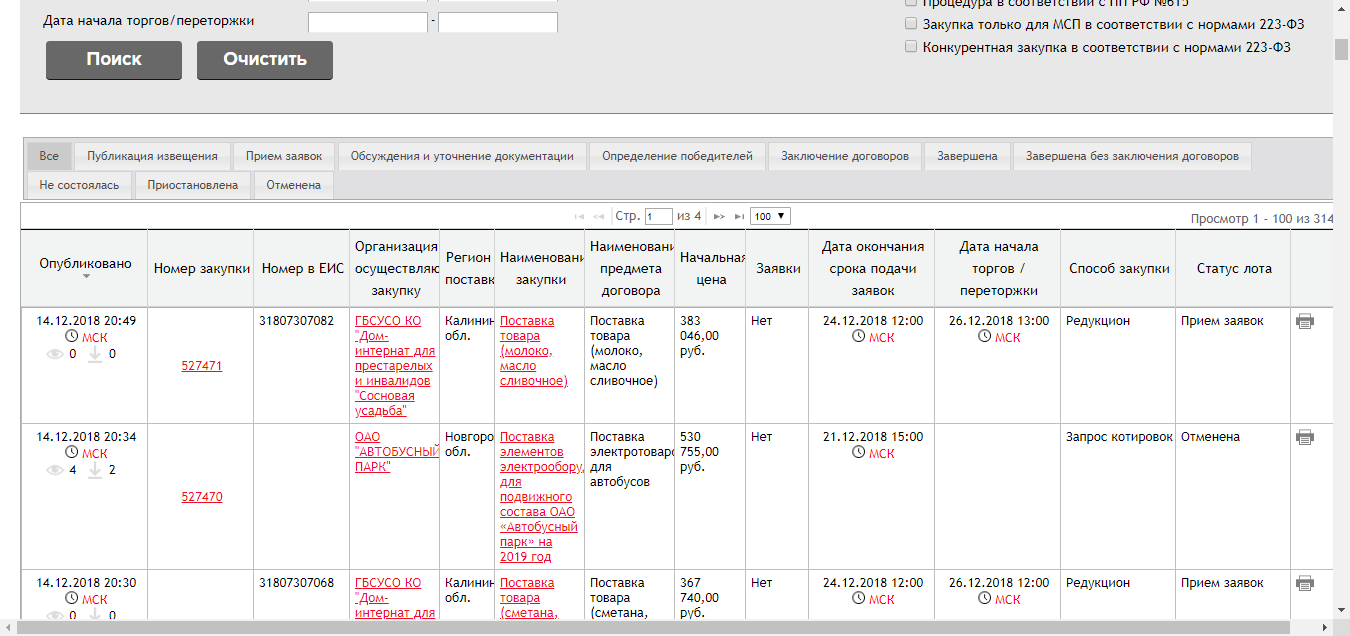 Процедура в соответствии с ПП РФ №615
Дата начала торгов/переторжки
-
Закупка только для МСП в соответствии с нормами 223-ФЗ
Конкурентная закупка в соответствии с нормами 223-ФЗ
Поиск
Очистить
Все
Публикация извещения
Прием заявок
Обсуждения и уточнение документации
Определение победителей
Заключение договоров
Завершена
Завершена без заключения договоров
Не состоялась
Приостановлена
Отменена
Стр. 1 из 4
100
Просмотр 1 - 100 из 314
Опубликовано
Номер закупки
Номер в ЕИС
Организация
осуществляю
закупку
Регион
поставк
Наименовани
закупки
Наименовани
предмета
договора
Начальная
цена
Заявки
Дата окончания
срока подачи
заявок
Дата начала
торгов /
переторжки
Способ закупки
Статус лота
14.12.2018 20:49
МСК
0 0
527471
31807307082
ГБСУСО КО
"Дом-
интернат для
престарелых
и инвалидов
"Сосновая
усадьба"
Калинин
обл.
Поставка
товара
(молоко,
масло
сливочное)
Поставка
товара
(молоко,
масло
сливочное)
383
046,00
руб.
Нет
24.12.2018 12:00
МСК
26.12.2018 13:00
МСК
Редукцион
Прием заявок
14.12.2018 20:34
МСК
4 2
527470
ОАО
"АВТОБУСНЫЙ
ПАРК"
Новгоро
обл.
Поставка
элементов
электрообору,
для
подвижного
состава ОАО
«Автобусный
парк» на
2019 год
Поставка
электротоваро
для
автобусов
530
755,00
руб.
Нет
21.12.2018 15:00
МСК
Запрос котировок
Отменена
14.12.2018 20:30
МСК
0 0
31807307068
ГБСУСО КО
"Дом-
интернат для
Калинин
обл.
Поставка
товара
(сметана,
Поставка
товара
(сметана,
367
740,00
руб.
Нет
24.12.2018 12:00
МСК
26.12.2018 12:00
МСК
Редукцион
Прием заявок